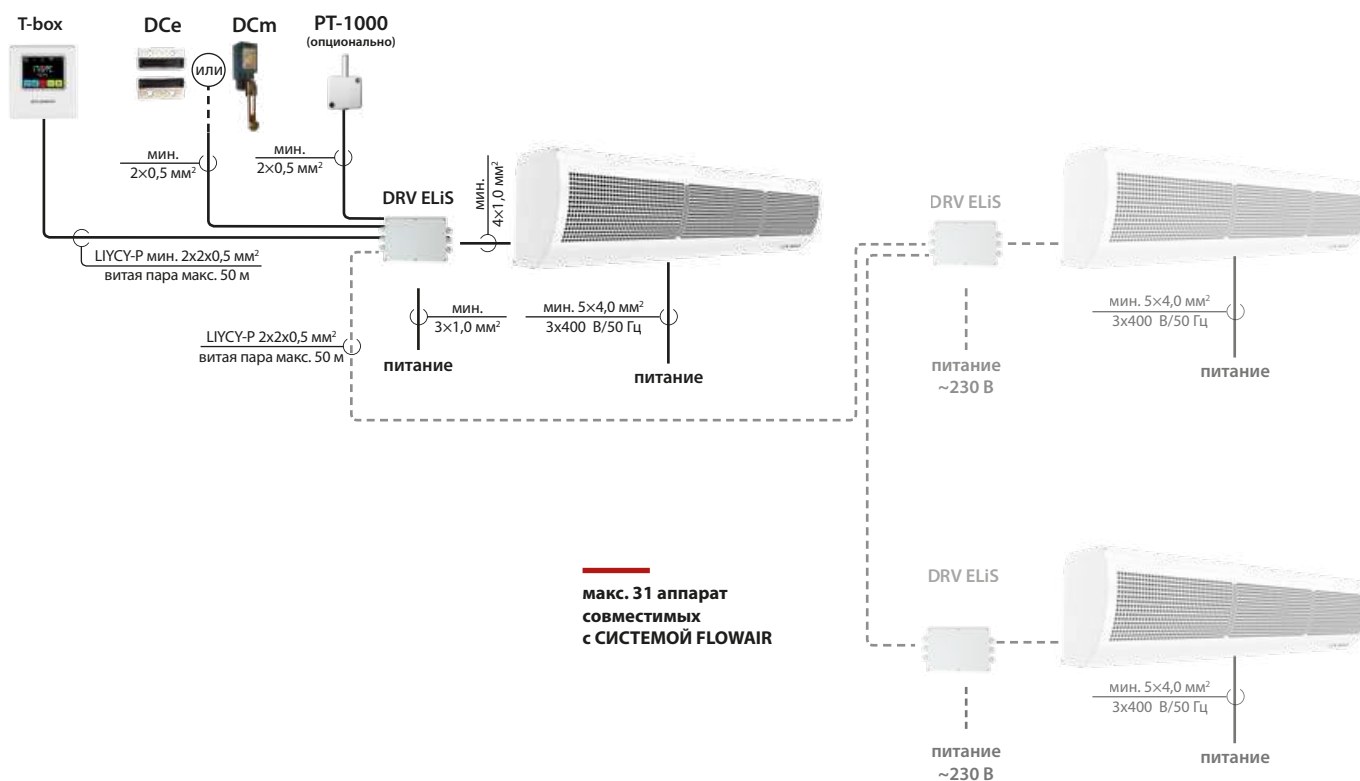 T-box
DCe
DCm
PT-1000
(опционально)
или
мин.
2×0,5 мм²
мин.
2×0,5 мм²
мин.
4×1,0 мм²
DRV ELiS
LIYCY-P мин. 2x2x0,5 мм²
витая пара макс. 50 м
мин.
3×1,0 мм²
мин. 5×4,0 мм²
3x400 В/50 Гц
LIYCY-P 2x2x0,5 мм²
витая пара макс. 50 м
питание
питание
DRV ELiS
мин. 5×4,0 мм²
3x400 В/50 Гц
питание
~230 В
питание
макс. 31 аппарат
совместимых
с СИСТЕМОЙ FLOWAIR
DRV ELiS
мин. 5×4,0 мм²
3x400 В/50 Гц
питание
~230 В
питание